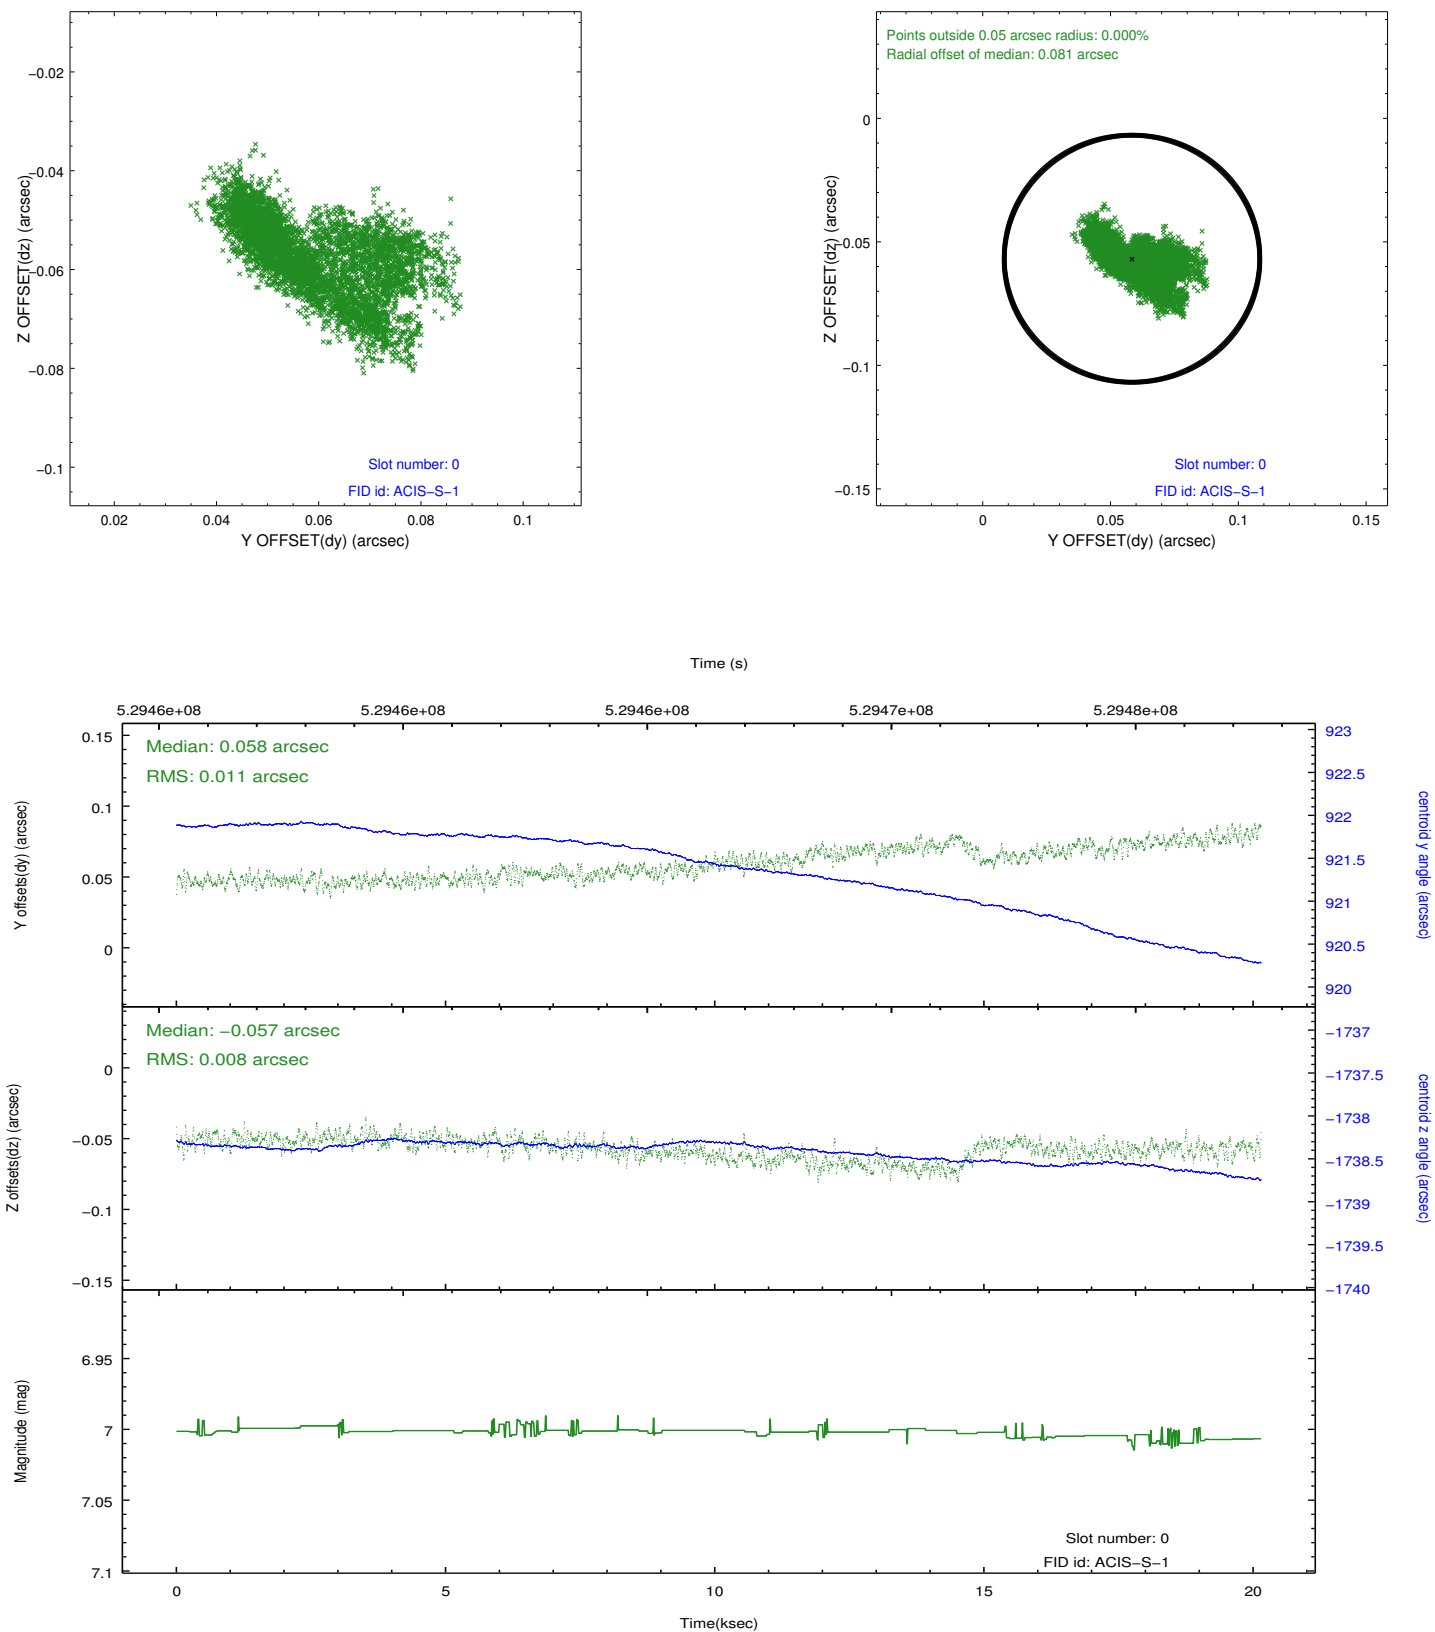 Points outside 0.05 arcsec radius: 0.000%
Radial offset of median: 0.081 arcsec
−0.02
−0.04
−0.06
−0.08
−0.1
Z OFFSET(dz) (arcsec)
Slot number: 0
FID id: ACIS−S−1
0.02 0.04 0.06 0.08 0.1
Y OFFSET(dy) (arcsec)
0
−0.05
−0.1
−0.15
Z OFFSET(dz) (arcsec)
Slot number: 0
FID id: ACIS−S−1
0 0.05 0.1 0.15
Y OFFSET(dy) (arcsec)
Time (s)
5.2946e+08 5.2946e+08 5.2946e+08 5.2947e+08 5.2948e+08
Median: 0.058 arcsec
RMS: 0.011 arcsec
0.15
0.1
0.05
0
Y offsets(dy) (arcsec)
923
922.5
922
921.5
921
920.5
920
centroid y angle (arcsec)
Median: −0.057 arcsec
RMS: 0.008 arcsec
0
−0.05
−0.1
−0.15
Z offsets(dz) (arcsec)
−1737
−1737.5
−1738
−1738.5
−1739
−1739.5
−1740
centroid z angle (arcsec)
6.95
7
7.05
7.1
Magnitude (mag)
Slot number: 0
FID id: ACIS−S−1
0 5 10 15 20
Time(ksec)